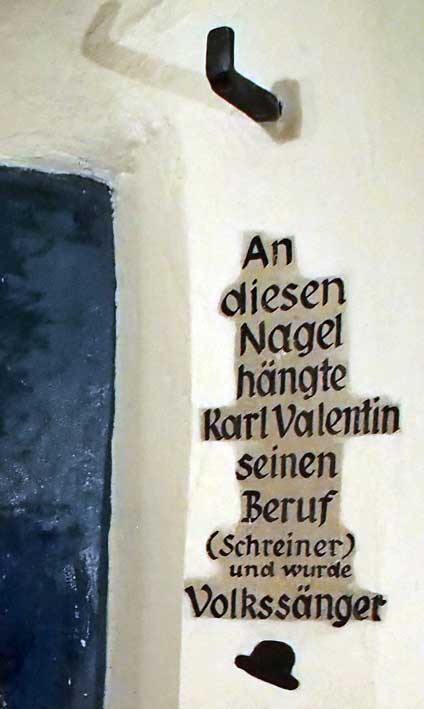 An
diesen
Nagel
hängte
Karl Valentin
seinen
Beruf
(Schreiner)
und wurde
Volkssänger